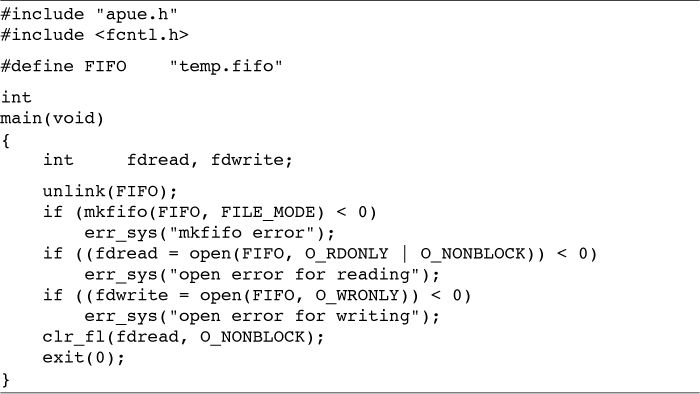 #include "apue.h"
#include <fcntl.h>
#define FIFO    "temp.fifo"
int
main(void)
{
    int     fdread, fdwrite;
    unlink(FIFO);
    if (mkfifo(FIFO, FILE_MODE) < 0)
        err_sys("mkfifo error");
    if ((fdread = open(FIFO, O_RDONLY | O_NONBLOCK)) < 0)
        err_sys("open error for reading");
    if ((fdwrite = open(FIFO, O_WRONLY)) < 0)
        err_sys("open error for writing");
    clr_fl(fdread, O_NONBLOCK);
    exit(0);
}